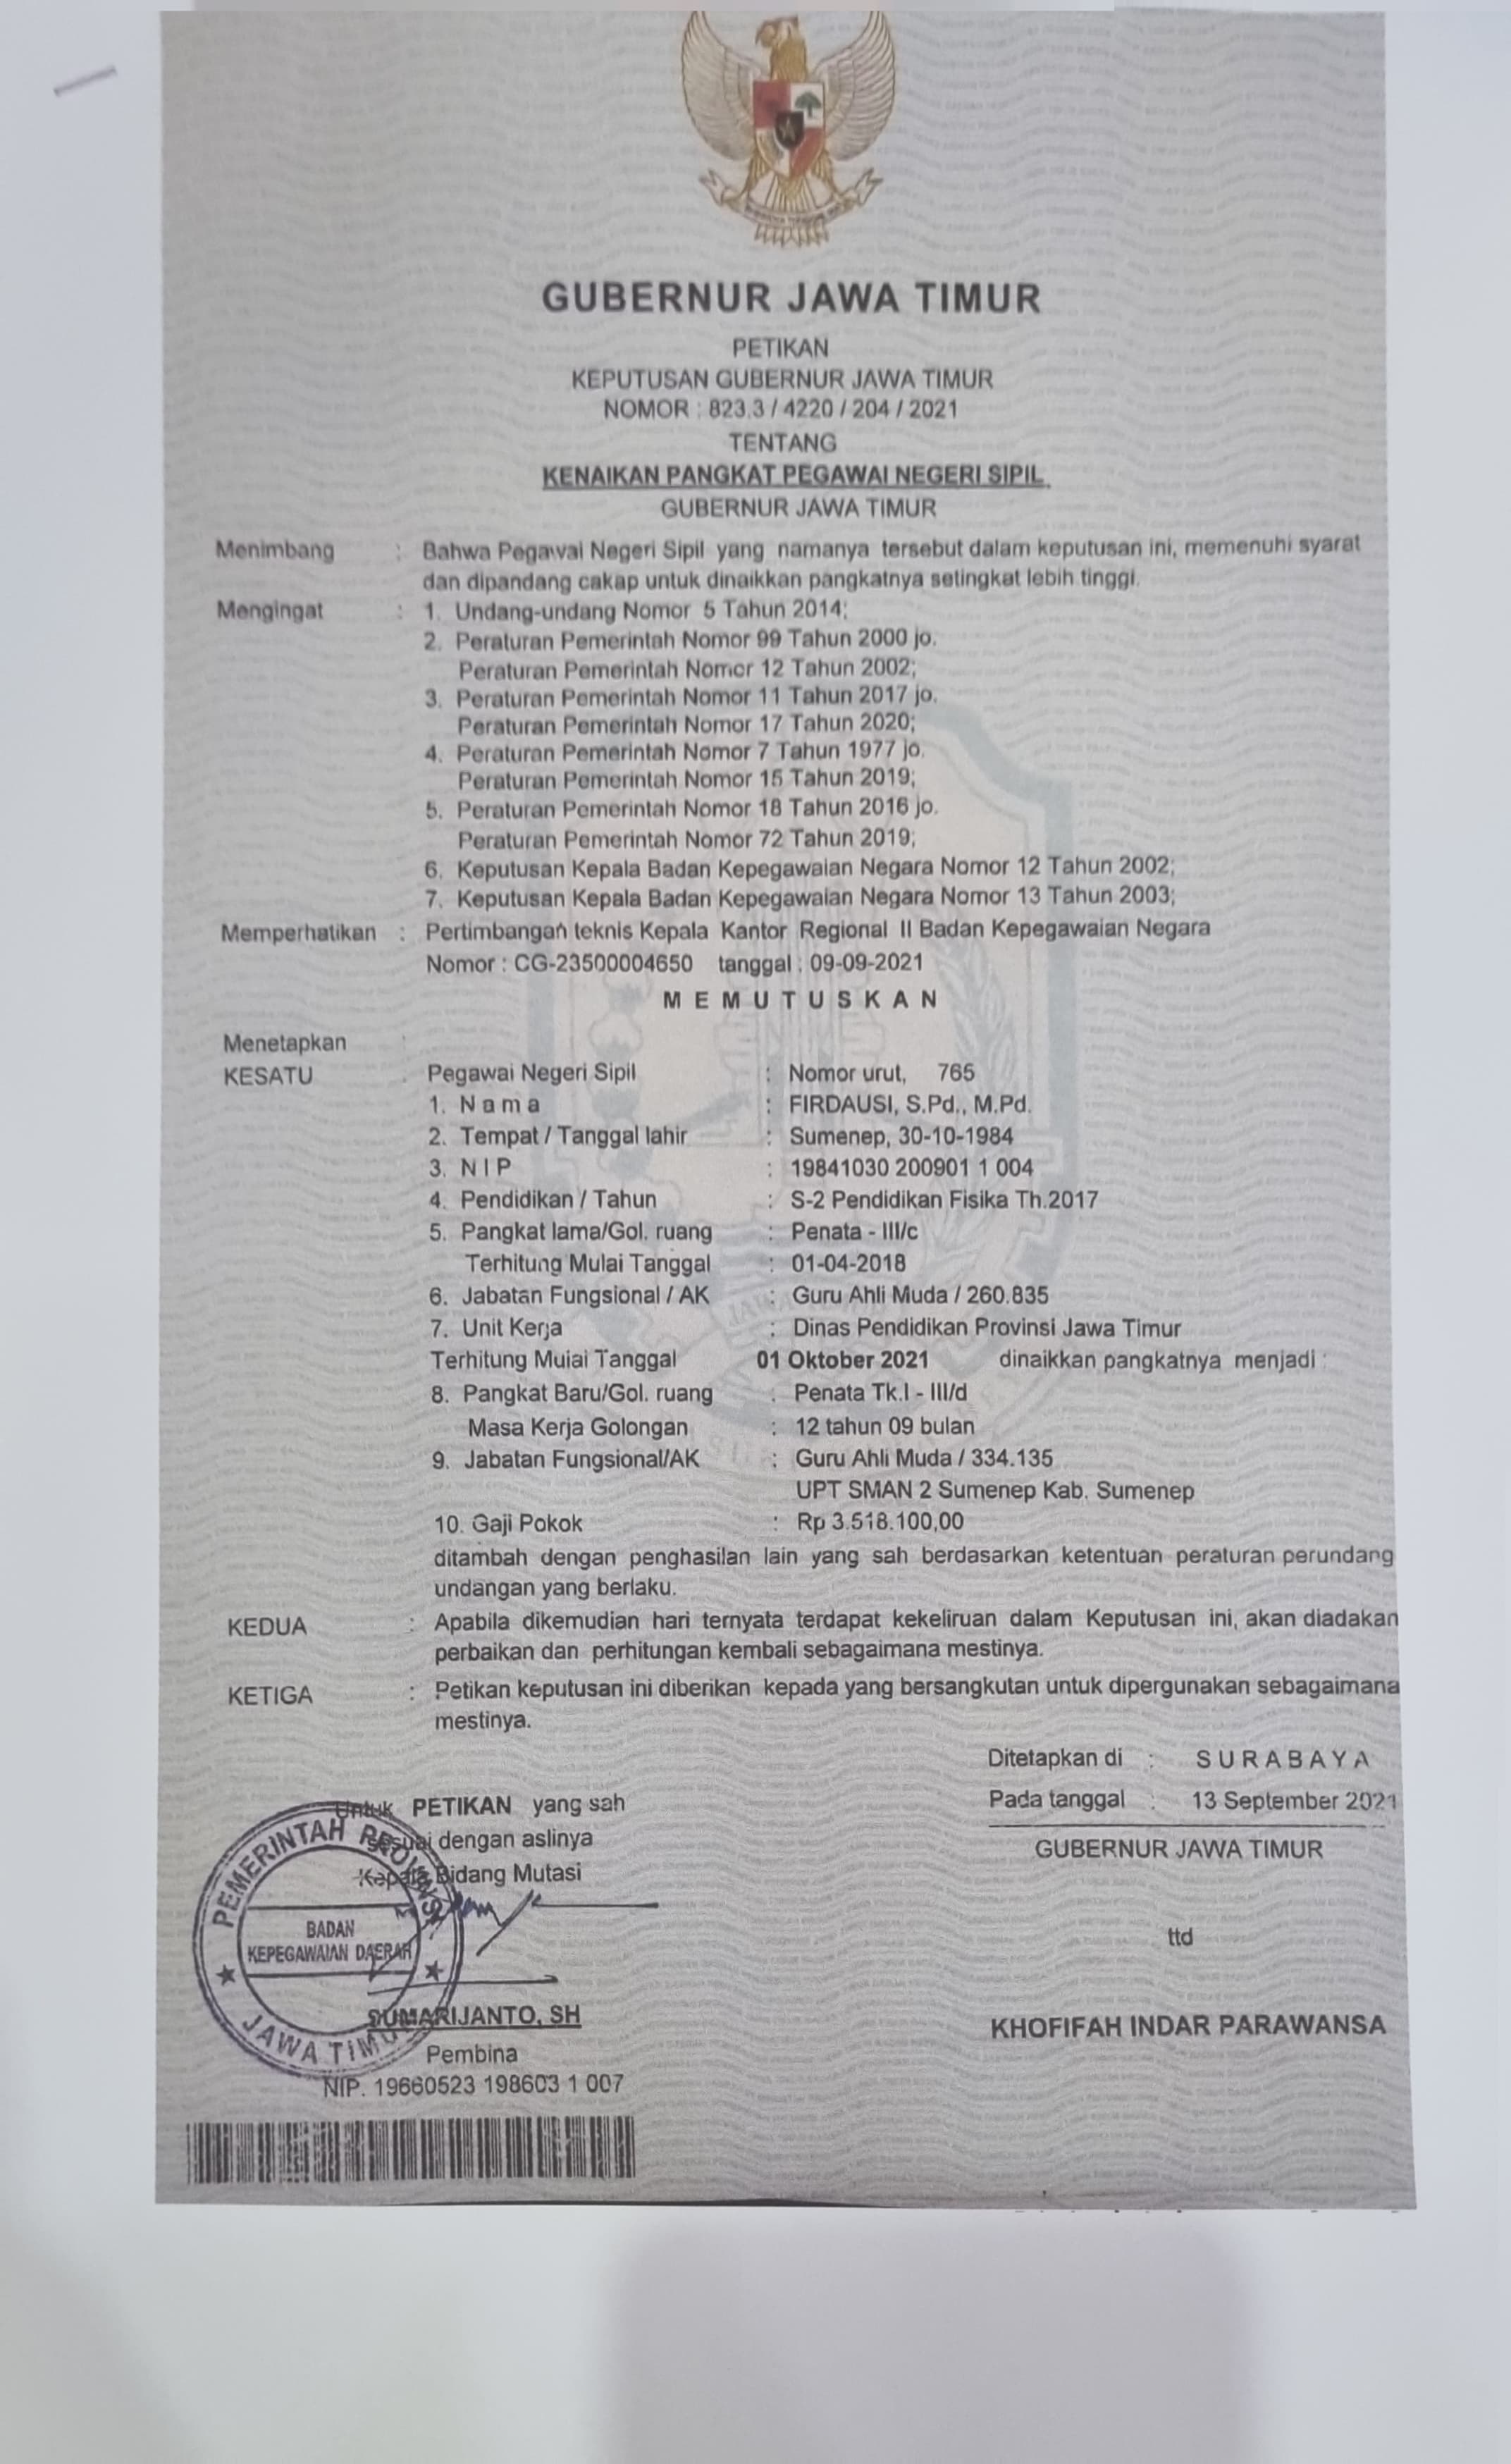 GUBERNUR JAWA TIMUR
PETIKAN
KEPUTUSAN GUBERNUR JAWA TIMUR
NOMOR : 823.3 / 4220 / 204 / 2021
TENTANG
KENAIKAN PANGKAT PEGAWAI NEGERI SIPIL
GUBERNUR JAWA TIMUR
Menimbang : Bahwa Pegawai Negeri Sipil yang namanya tersebut dalam keputusan ini, memenuhi syarat
dan dipandang cakap untuk dinaikkan pangkatnya setingkat lebih tinggi.
Mengingat : 1. Undang-undang Nomor 5 Tahun 2014;
2. Peraturan Pemerintah Nomor 99 Tahun 2000 jo.
Peraturan Pemerintah Nomor 12 Tahun 2002;
3. Peraturan Pemerintah Nomor 11 Tahun 2017 jo.
Peraturan Pemerintah Nomor 17 Tahun 2020;
4. Peraturan Pemerintah Nomor 7 Tahun 1977 jo.
Peraturan Pemerintah Nomor 15 Tahun 2019;
5. Peraturan Pemerintah Nomor 18 Tahun 2016 jo.
Peraturan Pemerintah Nomor 72 Tahun 2019;
6. Keputusan Kepala Badan Kepegawaian Negara Nomor 12 Tahun 2002;
7. Keputusan Kepala Badan Kepegawaian Negara Nomor 13 Tahun 2003;
Memperhatikan : Pertimbangan teknis Kepala Kantor Regional II Badan Kepegawaian Negara
Nomor : CG-23500004650 tanggal : 09-09-2021
M E M U T U S K A N
Menetapkan :
KESATU : Pegawai Negeri Sipil : Nomor urut, 765
1. N a m a : FIRDAUSI, S.Pd., M.Pd.
2. Tempat / Tanggal lahir : Sumenep, 30-10-1984
3. N I P : 19841030 200901 1 004
4. Pendidikan / Tahun : S-2 Pendidikan Fisika Th.2017
5. Pangkat lama/Gol. ruang : Penata - III/c
Terhitung Mulai Tanggal : 01-04-2018
6. Jabatan Fungsional / AK : Guru Ahli Muda / 260.835
7. Unit Kerja : Dinas Pendidikan Provinsi Jawa Timur
Terhitung Mulai Tanggal 01 Oktober 2021 dinaikkan pangkatnya menjadi :
8. Pangkat Baru/Gol. ruang : Penata Tk.I - III/d
Masa Kerja Golongan : 12 tahun 09 bulan
9. Jabatan Fungsional/AK : Guru Ahli Muda / 334.135
UPT SMAN 2 Sumenep Kab. Sumenep
10. Gaji Pokok : Rp 3.518.100,00
ditambah dengan penghasilan lain yang sah berdasarkan ketentuan peraturan perundang
undangan yang berlaku.
KEDUA : Apabila dikemudian hari ternyata terdapat kekeliruan dalam Keputusan ini, akan diadakan
perbaikan dan perhitungan kembali sebagaimana mestinya.
KETIGA : Petikan keputusan ini diberikan kepada yang bersangkutan untuk dipergunakan sebagaimana
mestinya.
Ditetapkan di : S U R A B A Y A
Pada tanggal : 13 September 2021
GUBERNUR JAWA TIMUR
ttd
KHOFIFAH INDAR PARAWANSA
Untuk PETIKAN yang sah
sesuai dengan aslinya
Kepala Bidang Mutasi
PEMERINTAH PROVINSI
BADAN
KEPEGAWAIAN DAERAH
JAWA TIMUR
SUMARIJANTO, SH
Pembina
NIP. 19660523 198603 1 007